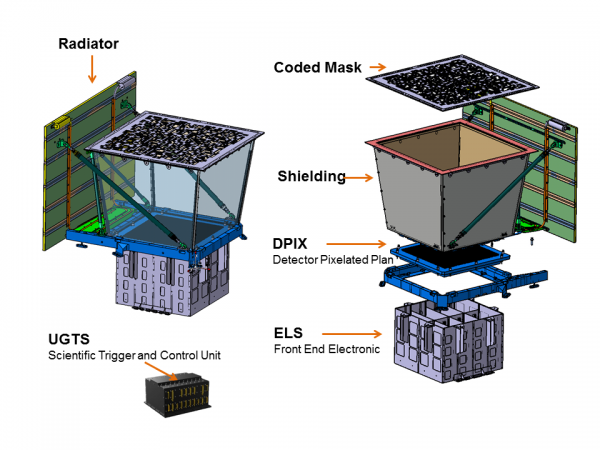 Radiator
Coded Mask
Shielding
DPIX
Detector Pixelated Plan
UGTS
Scientific Trigger and Control Unit
ELS
Front End Electronic